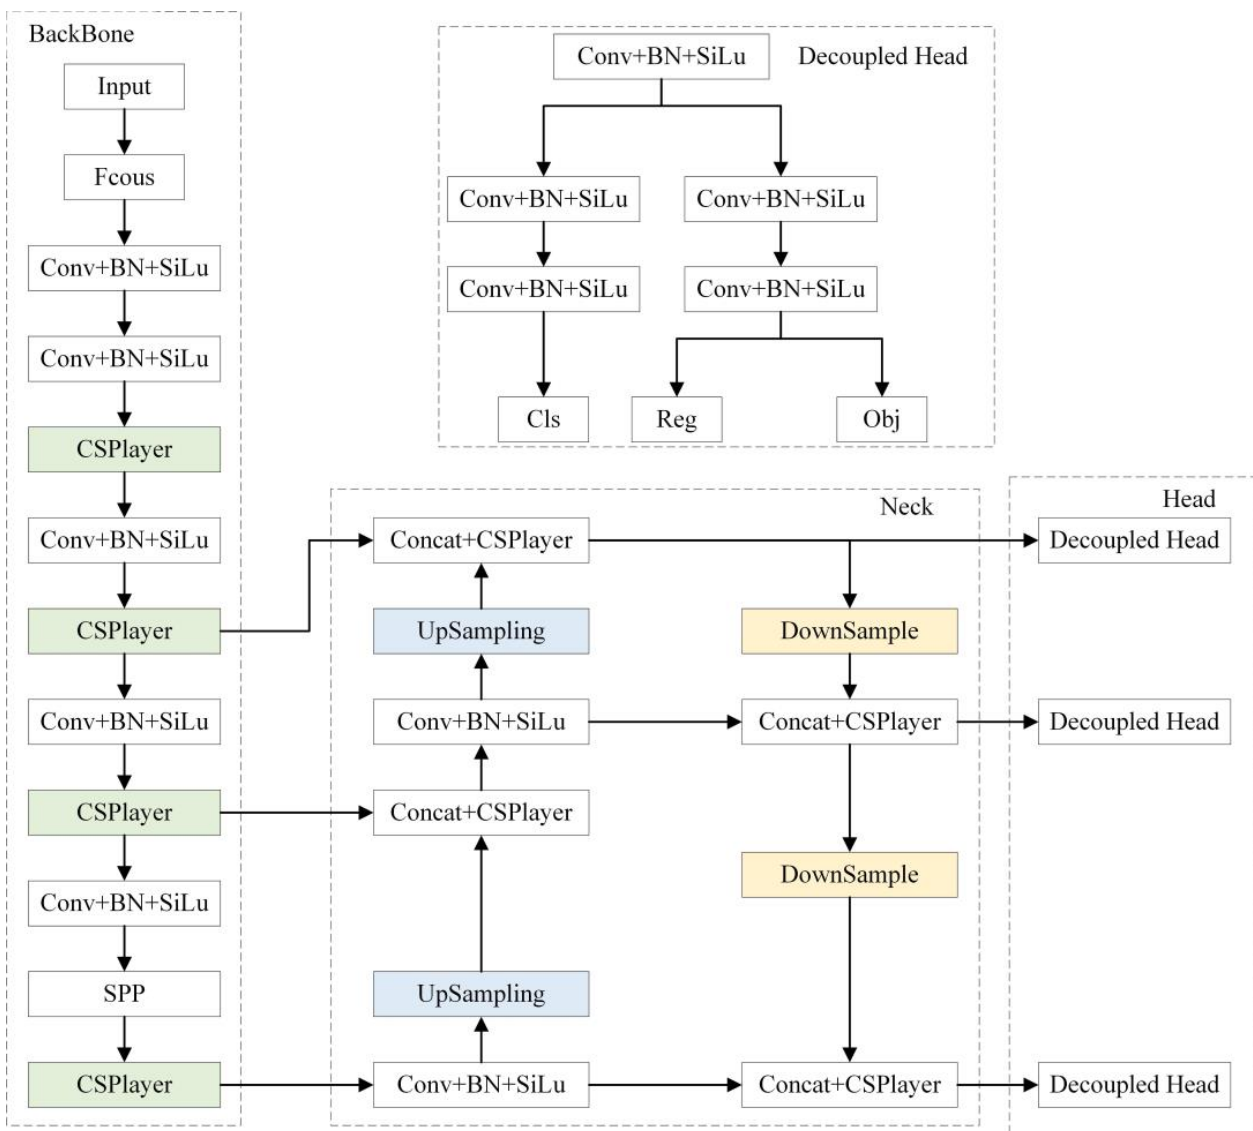 BackBone
Input
Fcous
Conv+BN+SiLu
Conv+BN+SiLu
CSPlayer
Conv+BN+SiLu
CSPlayer
Conv+BN+SiLu
CSPlayer
Conv+BN+SiLu
SPP
CSPlayer
Decoupled Head
Conv+BN+SiLu
Conv+BN+SiLu
Conv+BN+SiLu
Conv+BN+SiLu
Conv+BN+SiLu
Cls
Reg
Obj
Neck
Concat+CSPlayer
UpSampling
DownSample
Conv+BN+SiLu
Concat+CSPlayer
Concat+CSPlayer
DownSample
UpSampling
Conv+BN+SiLu
Concat+CSPlayer
Head
Decoupled Head
Decoupled Head
Decoupled Head